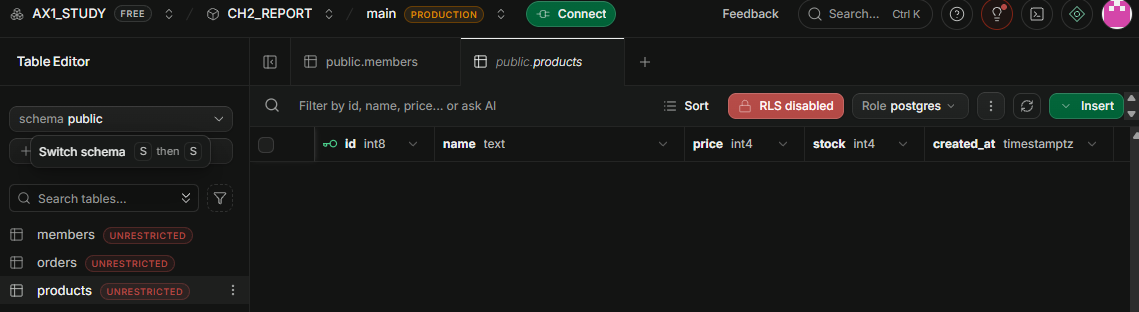 AX1_STUDY FREE / CH2_REPORT / main PRODUCTION Connect Feedback Search... Ctrl K
Table Editor
public.members
public.products
schema public
Switch schema S then S
Search tables...
members UNRESTRICTED
orders UNRESTRICTED
products UNRESTRICTED
Filter by id, name, price... or ask AI
Sort
RLS disabled
Role postgres
Insert
id int8 name text price int4 stock int4 created_at timestamptz